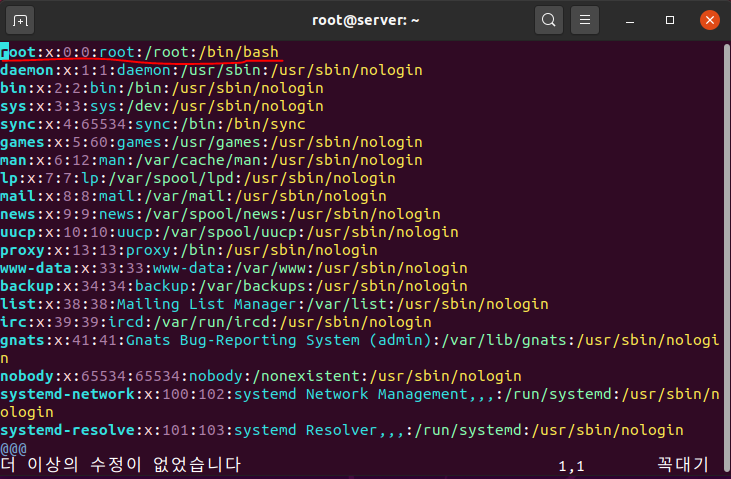 root@server: ~
root:x:0:0:root:/root:/bin/bash
daemon:x:1:1:daemon:/usr/sbin:/usr/sbin/nologin
bin:x:2:2:bin:/bin:/usr/sbin/nologin
sys:x:3:3:sys:/dev:/usr/sbin/nologin
sync:x:4:65534:sync:/bin:/bin/sync
games:x:5:60:games:/usr/games:/usr/sbin/nologin
man:x:6:12:man:/var/cache/man:/usr/sbin/nologin
lp:x:7:7:lp:/var/spool/lpd:/usr/sbin/nologin
mail:x:8:8:mail:/var/mail:/usr/sbin/nologin
news:x:9:9:news:/var/spool/news:/usr/sbin/nologin
uucp:x:10:10:uucp:/var/spool/uucp:/usr/sbin/nologin
proxy:x:13:13:proxy:/bin:/usr/sbin/nologin
www-data:x:33:33:www-data:/var/www:/usr/sbin/nologin
backup:x:34:34:backup:/var/backups:/usr/sbin/nologin
list:x:38:38:Mailing List Manager:/var/list:/usr/sbin/nologin
irc:x:39:39:ircd:/var/run/ircd:/usr/sbin/nologin
gnats:x:41:41:Gnats Bug-Reporting System (admin):/var/lib/gnats:/usr/sbin/nologi
n
nobody:x:65534:65534:nobody:/nonexistent:/usr/sbin/nologin
systemd-network:x:100:102:systemd Network Management,,,:/run/systemd:/usr/sbin/n
ologin
systemd-resolve:x:101:103:systemd Resolver,,,:/run/systemd:/usr/sbin/nologin
@@@
더 이상의 수정이 없었습니다 1,1 꼭대기